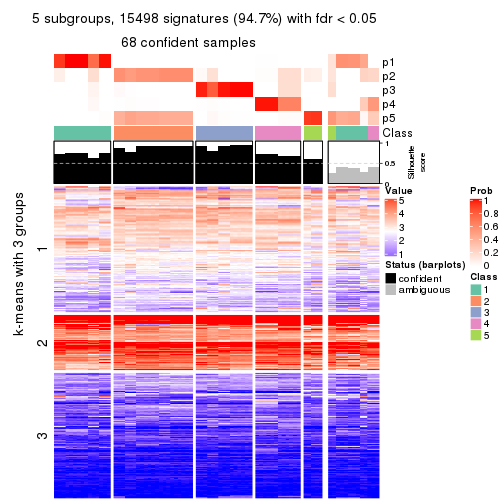 5 subgroups, 15498 signatures (94.7%) with fdr < 0.05
68 confident samples
p1
p2
p3
p4
p5
Class
1
0.5
0
Silhouette
score
k-means with 3 groups
1
2
3
Value
5
4
3
2
1
Status (barplots)
confident
ambiguous
Prob
1
0.8
0.6
0.4
0.2
0
Class
1
2
3
4
5